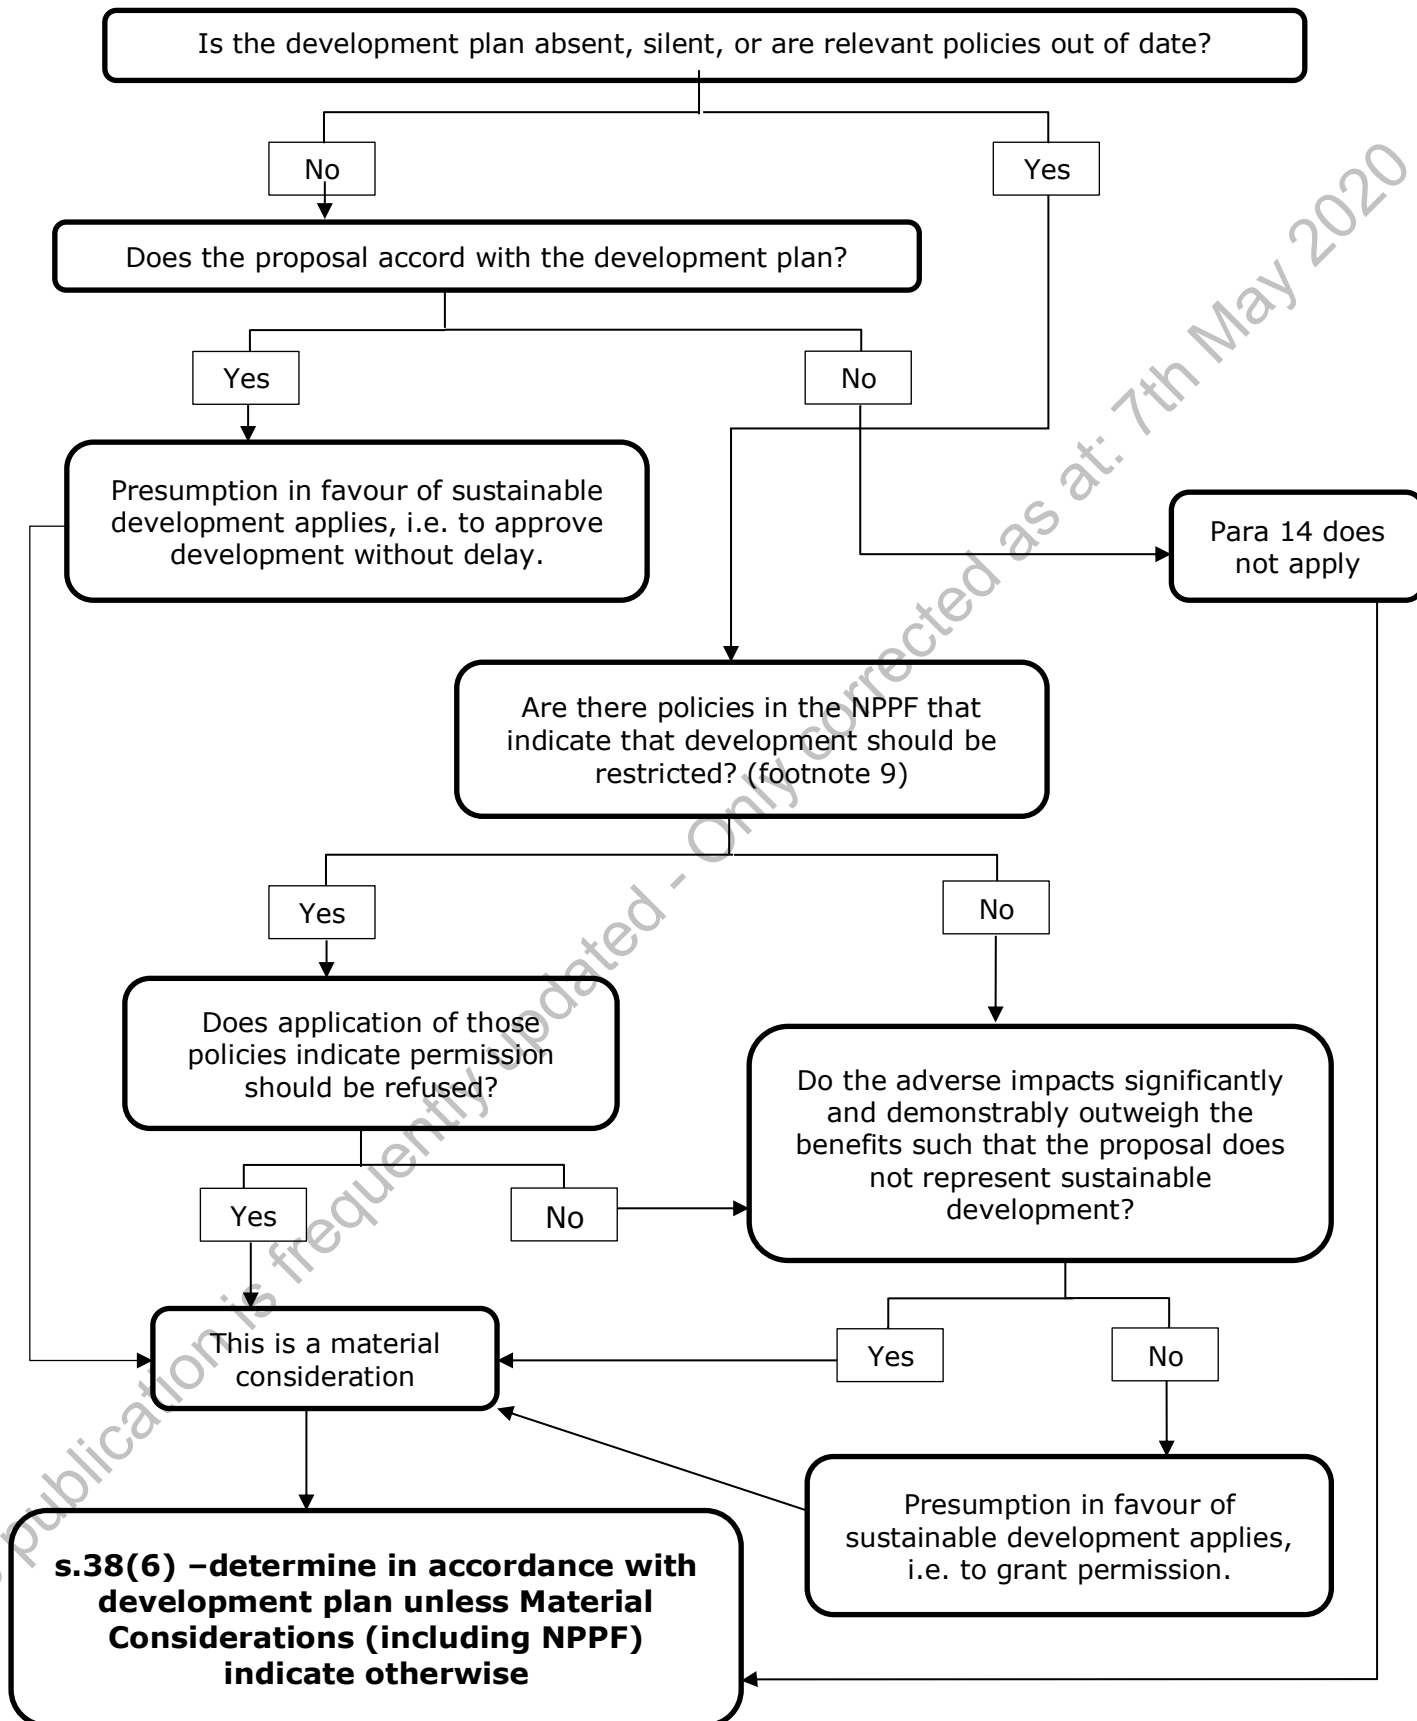 Is the development plan absent, silent, or are relevant policies out of date?
No
Yes
Does the proposal accord with the development plan?
Yes
No
Presumption in favour of sustainable
development applies, i.e. to approve
development without delay.
Para 14 does
not apply
Are there policies in the NPPF that
indicate that development should be
restricted? (footnote 9)
Yes
No
Does application of those
policies indicate permission
should be refused?
Do the adverse impacts significantly
and demonstrably outweigh the
benefits such that the proposal does
not represent sustainable
development?
Yes
No
This is a material
consideration
Yes
No
Presumption in favour of
sustainable development applies,
i.e. to grant permission.
s.38(6) –determine in accordance with
development plan unless Material
Considerations (including NPPF)
indicate otherwise
publication is frequently updated - Only corrected as at: 7th May 2020